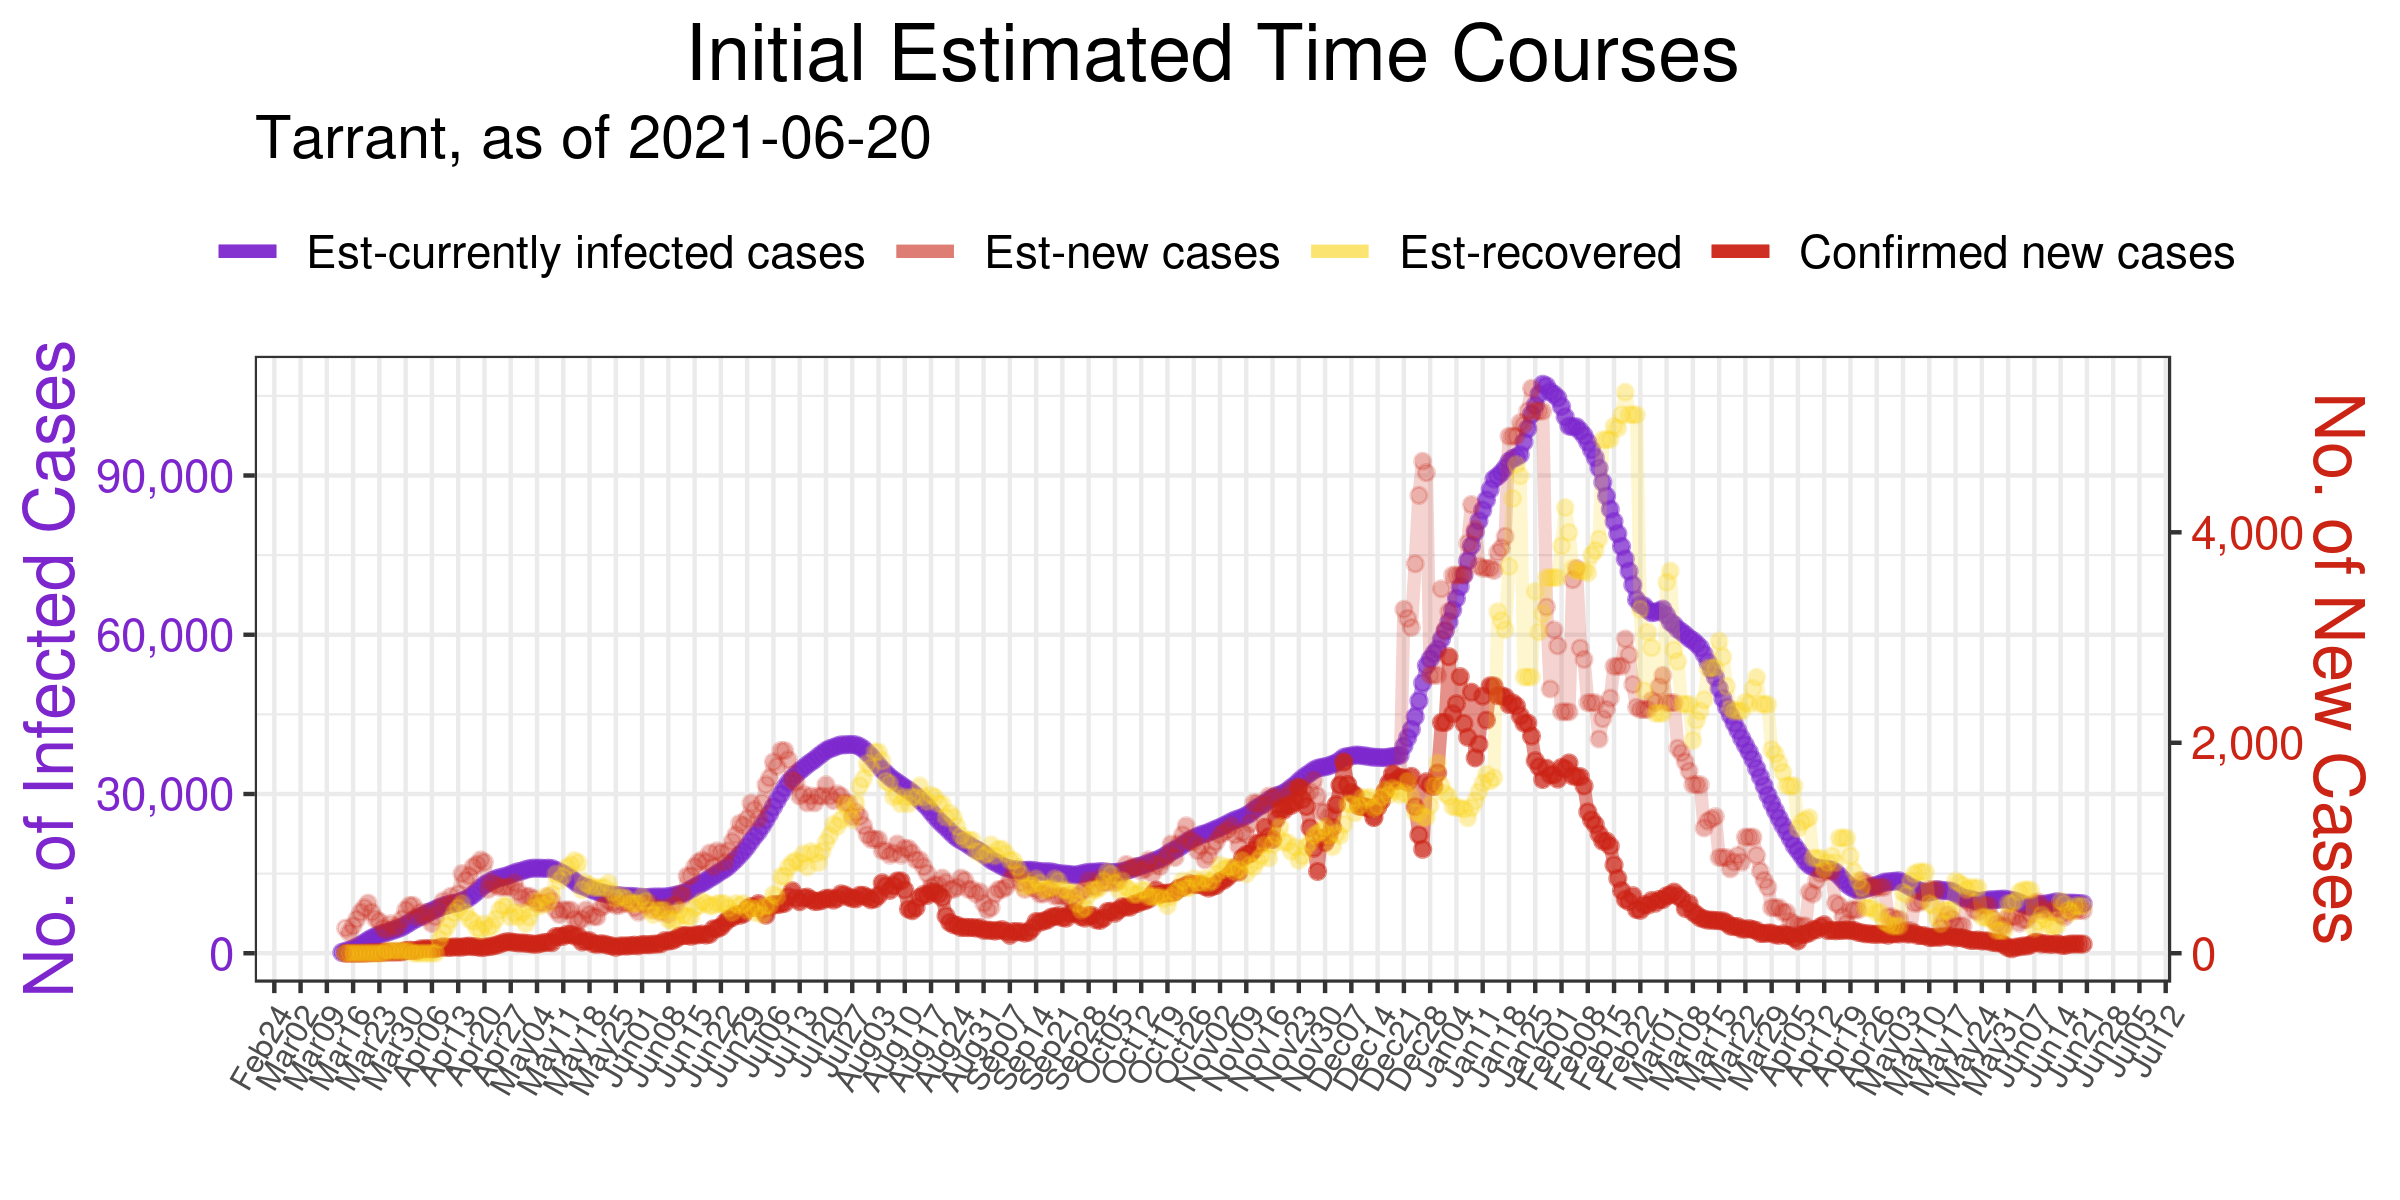 Initial Estimated Time Courses
Tarrant, as of 2021-06-20
Est-currently infected cases Est-new cases Est-recovered Confirmed new cases
No. of Infected Cases
90,000
60,000
30,000
0
No. of New Cases
4,000
2,000
0
Feb24
Mar02
Mar09
Mar16
Mar23
Mar30
Apr06
Apr13
Apr20
Apr27
May04
May11
May18
May25
Jun01
Jun08
Jun15
Jun22
Jun29
Jul06
Jul13
Jul20
Jul27
Aug03
Aug10
Aug17
Aug24
Aug31
Sep07
Sep14
Sep21
Sep28
Oct05
Oct12
Oct19
Oct26
Nov02
Nov09
Nov16
Nov23
Nov30
Dec07
Dec14
Dec21
Dec28
Jan04
Jan11
Jan18
Jan25
Feb01
Feb08
Feb15
Feb22
Mar01
Mar08
Mar15
Mar22
Mar29
Apr05
Apr12
Apr19
Apr26
May03
May10
May17
May24
May31
Jun07
Jun14
Jun21
Jun28
Jul05
Jul12